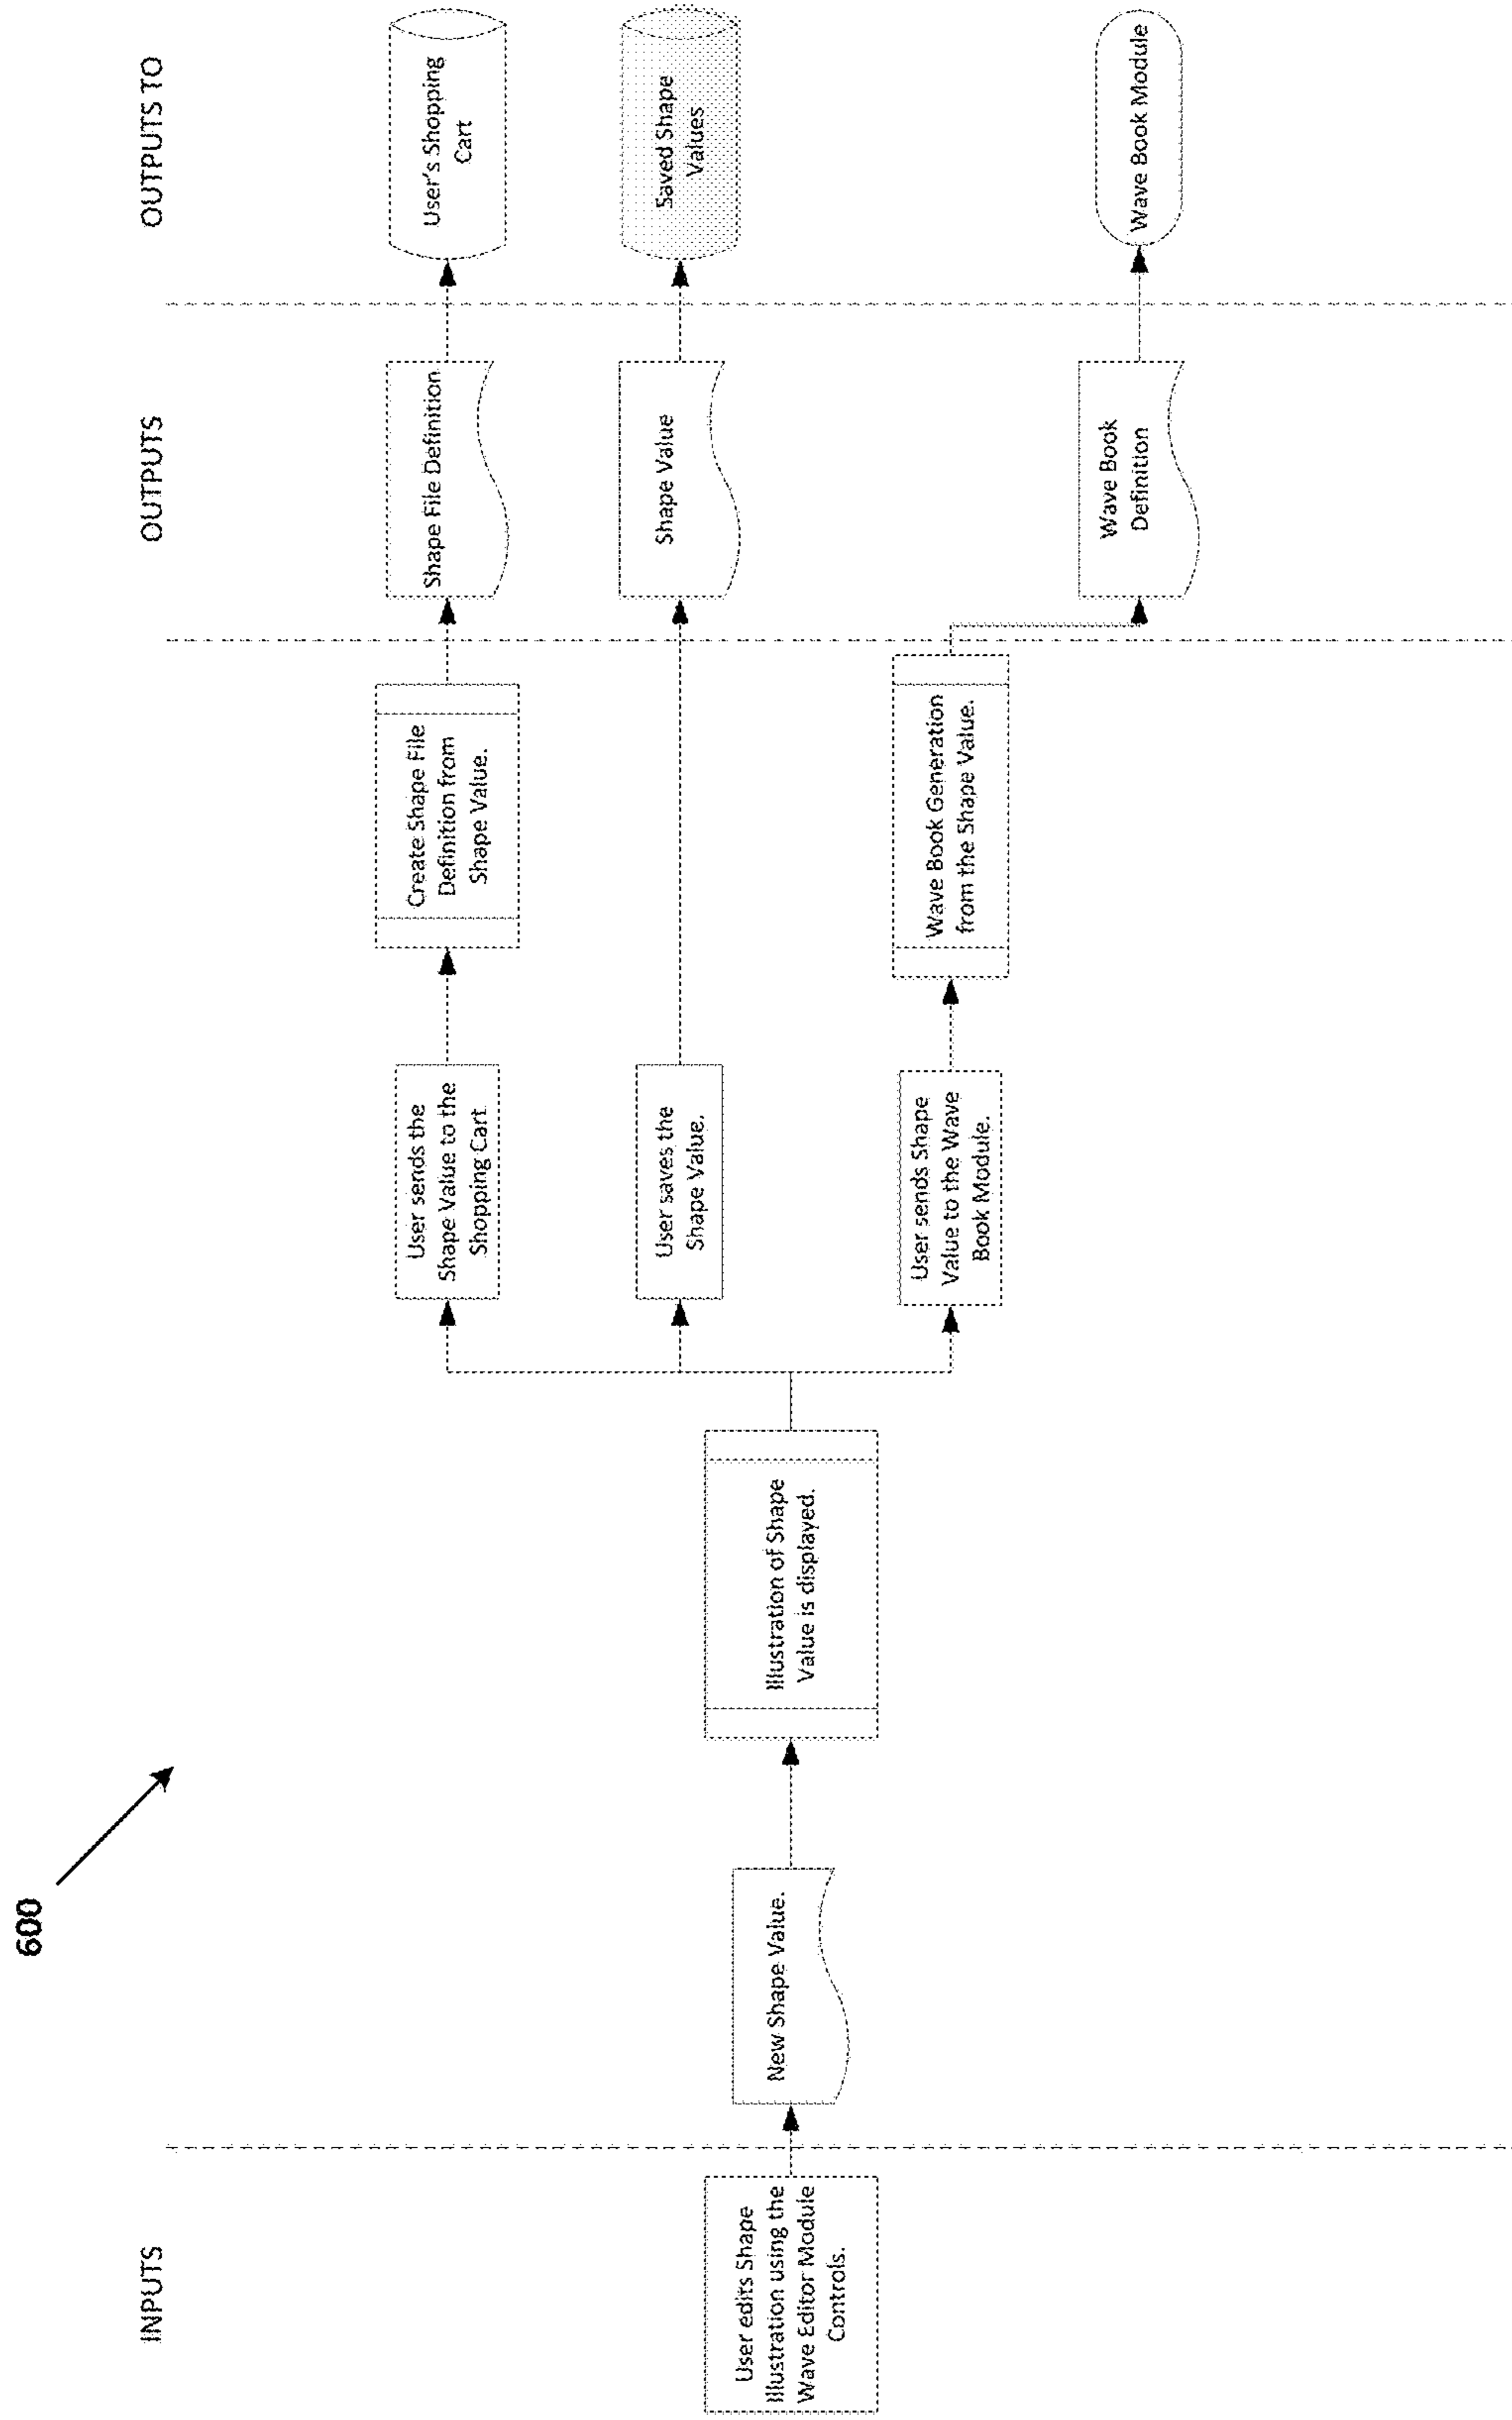 600
INPUTS
OUTPUTS
OUTPUTS TO
User edits Shape
Illustration using the
Wave Editor Module
Controls.
New Shape Value.
Illustration of Shape
Value is displayed.
User sends the
Shape Value to the
Shopping Cart.
Create Shape File
Definition from
Shape Value.
Shape File Definition
User's Shopping
Cart
User saves the
Shape Value.
Shape Value
Saved Shape
Values
User sends Shape
Value to the Wave
Book Module.
Wave Book Generation
from the Shape Value.
Wave Book
Definition
Wave Book Module